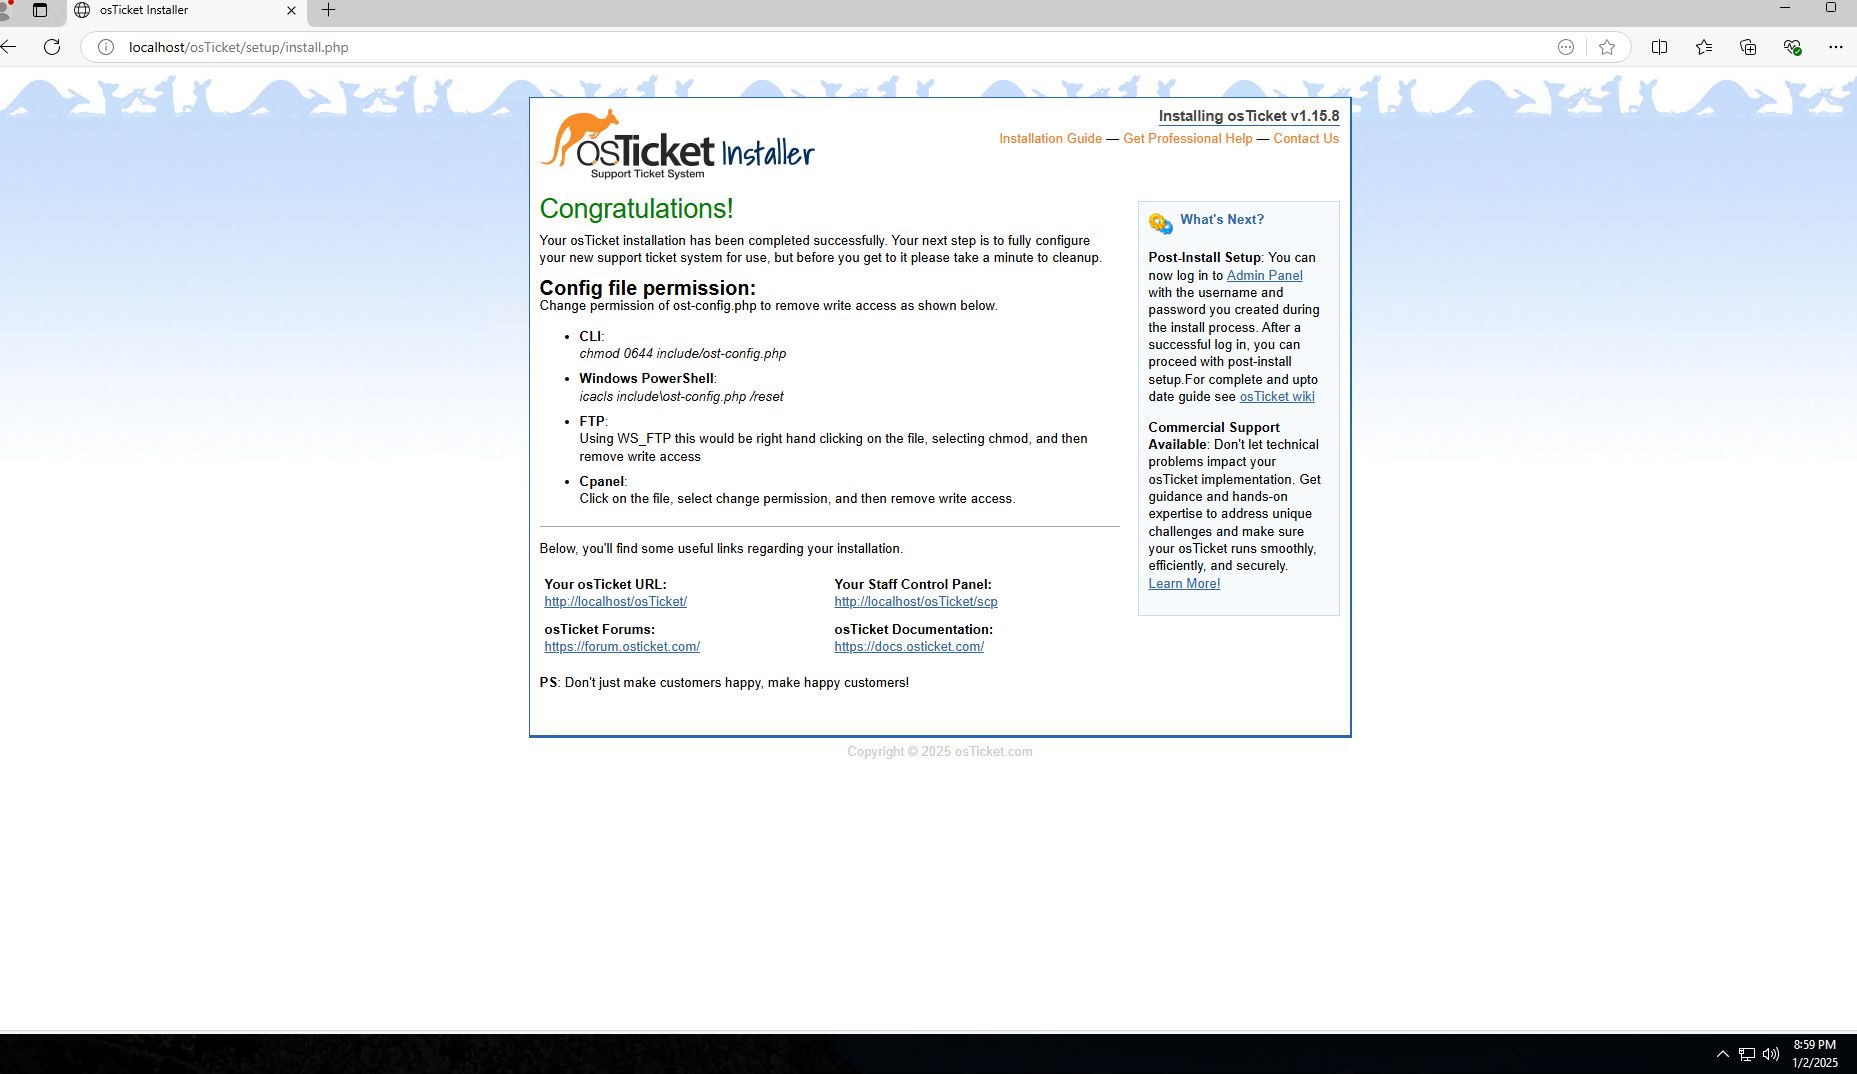 osTicket Installer
localhost/osTicket/setup/install.php
Installing osTicket v1.15.8
Installation Guide — Get Professional Help — Contact Us
osTicket Installer
Support Ticket System
Congratulations!
Your osTicket installation has been completed successfully. Your next step is to fully configure
your new support ticket system for use, but before you get to it please take a minute to cleanup.
Config file permission:
Change permission of ost-config.php to remove write access as shown below.
• CLI:
chmod 0644 include/ost-config.php
• Windows PowerShell:
icacls include\ost-config.php /reset
• FTP:
Using WS_FTP this would be right hand clicking on the file, selecting chmod, and then
remove write access
• Cpanel:
Click on the file, select change permission, and then remove write access.
Below, you'll find some useful links regarding your installation.
Your osTicket URL:
http://localhost/osTicket/
Your Staff Control Panel:
http://localhost/osTicket/scp
osTicket Forums:
https://forum.osticket.com/
osTicket Documentation:
https://docs.osticket.com/
PS: Don't just make customers happy, make happy customers!
What's Next?
Post-Install Setup: You can
now log in to Admin Panel
with the username and
password you created during
the install process. After a
successful log in, you can
proceed with post-install
setup.For complete and upto
date guide see osTicket wiki
Commercial Support
Available: Don't let technical
problems impact your
osTicket implementation. Get
guidance and hands-on
expertise to address unique
challenges and make sure
your osTicket runs smoothly,
efficiently, and securely.
Learn More!
Copyright © 2025 osTicket.com
8:59 PM
1/2/2025